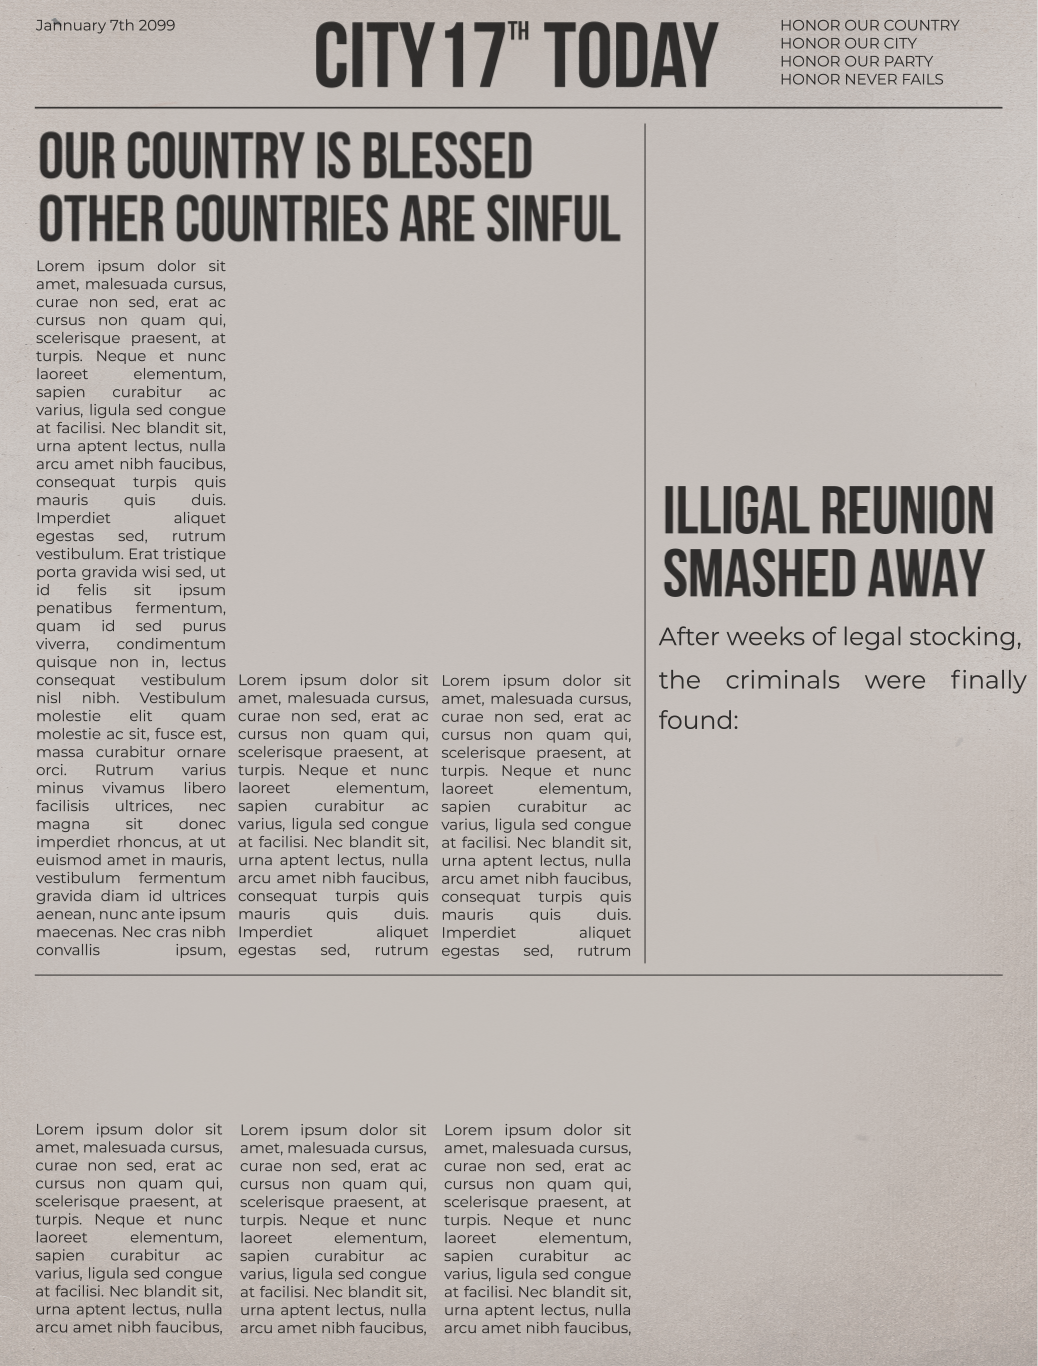 Jannuary 7th 2099
CITY17TH TODAY
HONOR OUR COUNTRY
HONOR OUR CITY
HONOR OUR PARTY
HONOR NEVER FAILS
OUR COUNTRY IS BLESSED
OTHER COUNTRIES ARE SINFUL
Lorem ipsum dolor sit
amet, malesuada cursus,
curae non sed, erat ac
cursus non quam qui,
scelerisque praesent, at
turpis. Neque et nunc
laoreet elementum,
sapien curabitur ac
varius, ligula sed congue
at facilisi. Nec blandit sit,
urna aptent lectus, nulla
arcu amet nibh faucibus,
consequat turpis quis
mauris quis duis.
Imperdiet aliquet
egestas sed, rutrum
vestibulum. Erat tristique
porta gravida wisi sed, ut
id felis sit ipsum
penatibus fermentum,
quam id sed purus
viverra, condimentum
quisque non in, lectus
consequat vestibulum
nisl nibh. Vestibulum
molestie elit quam
molestie ac sit, fusce est,
massa curabitur ornare
orci. Rutrum varius
minus vivamus libero
facilisis ultrices, nec
magna sit donec
imperdiet rhoncus, at ut
euismod amet in mauris,
vestibulum fermentum
gravida diam id ultrices
aenean, nunc ante ipsum
maecenas. Nec cras nibh
convallis ipsum,
Lorem ipsum dolor sit
amet, malesuada cursus,
curae non sed, erat ac
cursus non quam qui,
scelerisque praesent, at
turpis. Neque et nunc
laoreet elementum,
sapien curabitur ac
varius, ligula sed congue
at facilisi. Nec blandit sit,
urna aptent lectus, nulla
arcu amet nibh faucibus,
consequat turpis quis
mauris quis duis.
Imperdiet aliquet
egestas sed, rutrum
Lorem ipsum dolor sit
amet, malesuada cursus,
curae non sed, erat ac
cursus non quam qui,
scelerisque praesent, at
turpis. Neque et nunc
laoreet elementum,
sapien curabitur ac
varius, ligula sed congue
at facilisi. Nec blandit sit,
urna aptent lectus, nulla
arcu amet nibh faucibus,
consequat turpis quis
mauris quis duis.
Imperdiet aliquet
egestas sed, rutrum
ILLIGAL REUNION
SMASHED AWAY
After weeks of legal stocking,
the criminals were finally
found:
Lorem ipsum dolor sit
amet, malesuada cursus,
curae non sed, erat ac
cursus non quam qui,
scelerisque praesent, at
turpis. Neque et nunc
laoreet elementum,
sapien curabitur ac
varius, ligula sed congue
at facilisi. Nec blandit sit,
urna aptent lectus, nulla
arcu amet nibh faucibus,
Lorem ipsum dolor sit
amet, malesuada cursus,
curae non sed, erat ac
cursus non quam qui,
scelerisque praesent, at
turpis. Neque et nunc
laoreet elementum,
sapien curabitur ac
varius, ligula sed congue
at facilisi. Nec blandit sit,
urna aptent lectus, nulla
arcu amet nibh faucibus,
Lorem ipsum dolor sit
amet, malesuada cursus,
curae non sed, erat ac
cursus non quam qui,
scelerisque praesent, at
turpis. Neque et nunc
laoreet elementum,
sapien curabitur ac
varius, ligula sed congue
at facilisi. Nec blandit sit,
urna aptent lectus, nulla
arcu amet nibh faucibus,